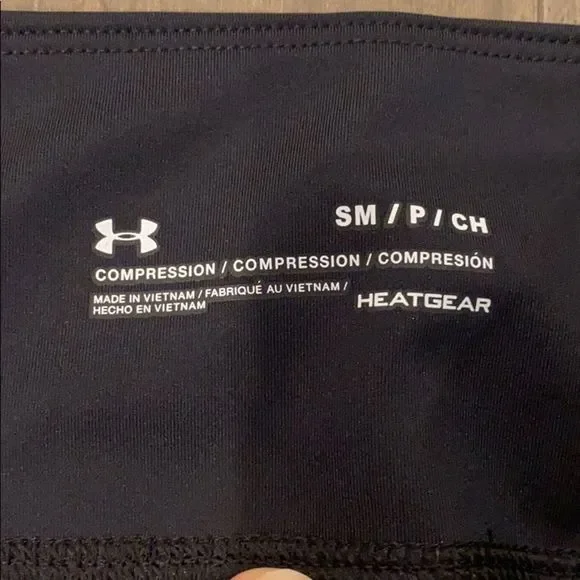 SM / P / CH
COMPRESSION / COMPRESSION / COMPRESIÓN
MADE IN VIETNAM / FABRIQUÉ AU VIETNAM /
HECHO EN VIETNAM
HEATGEAR